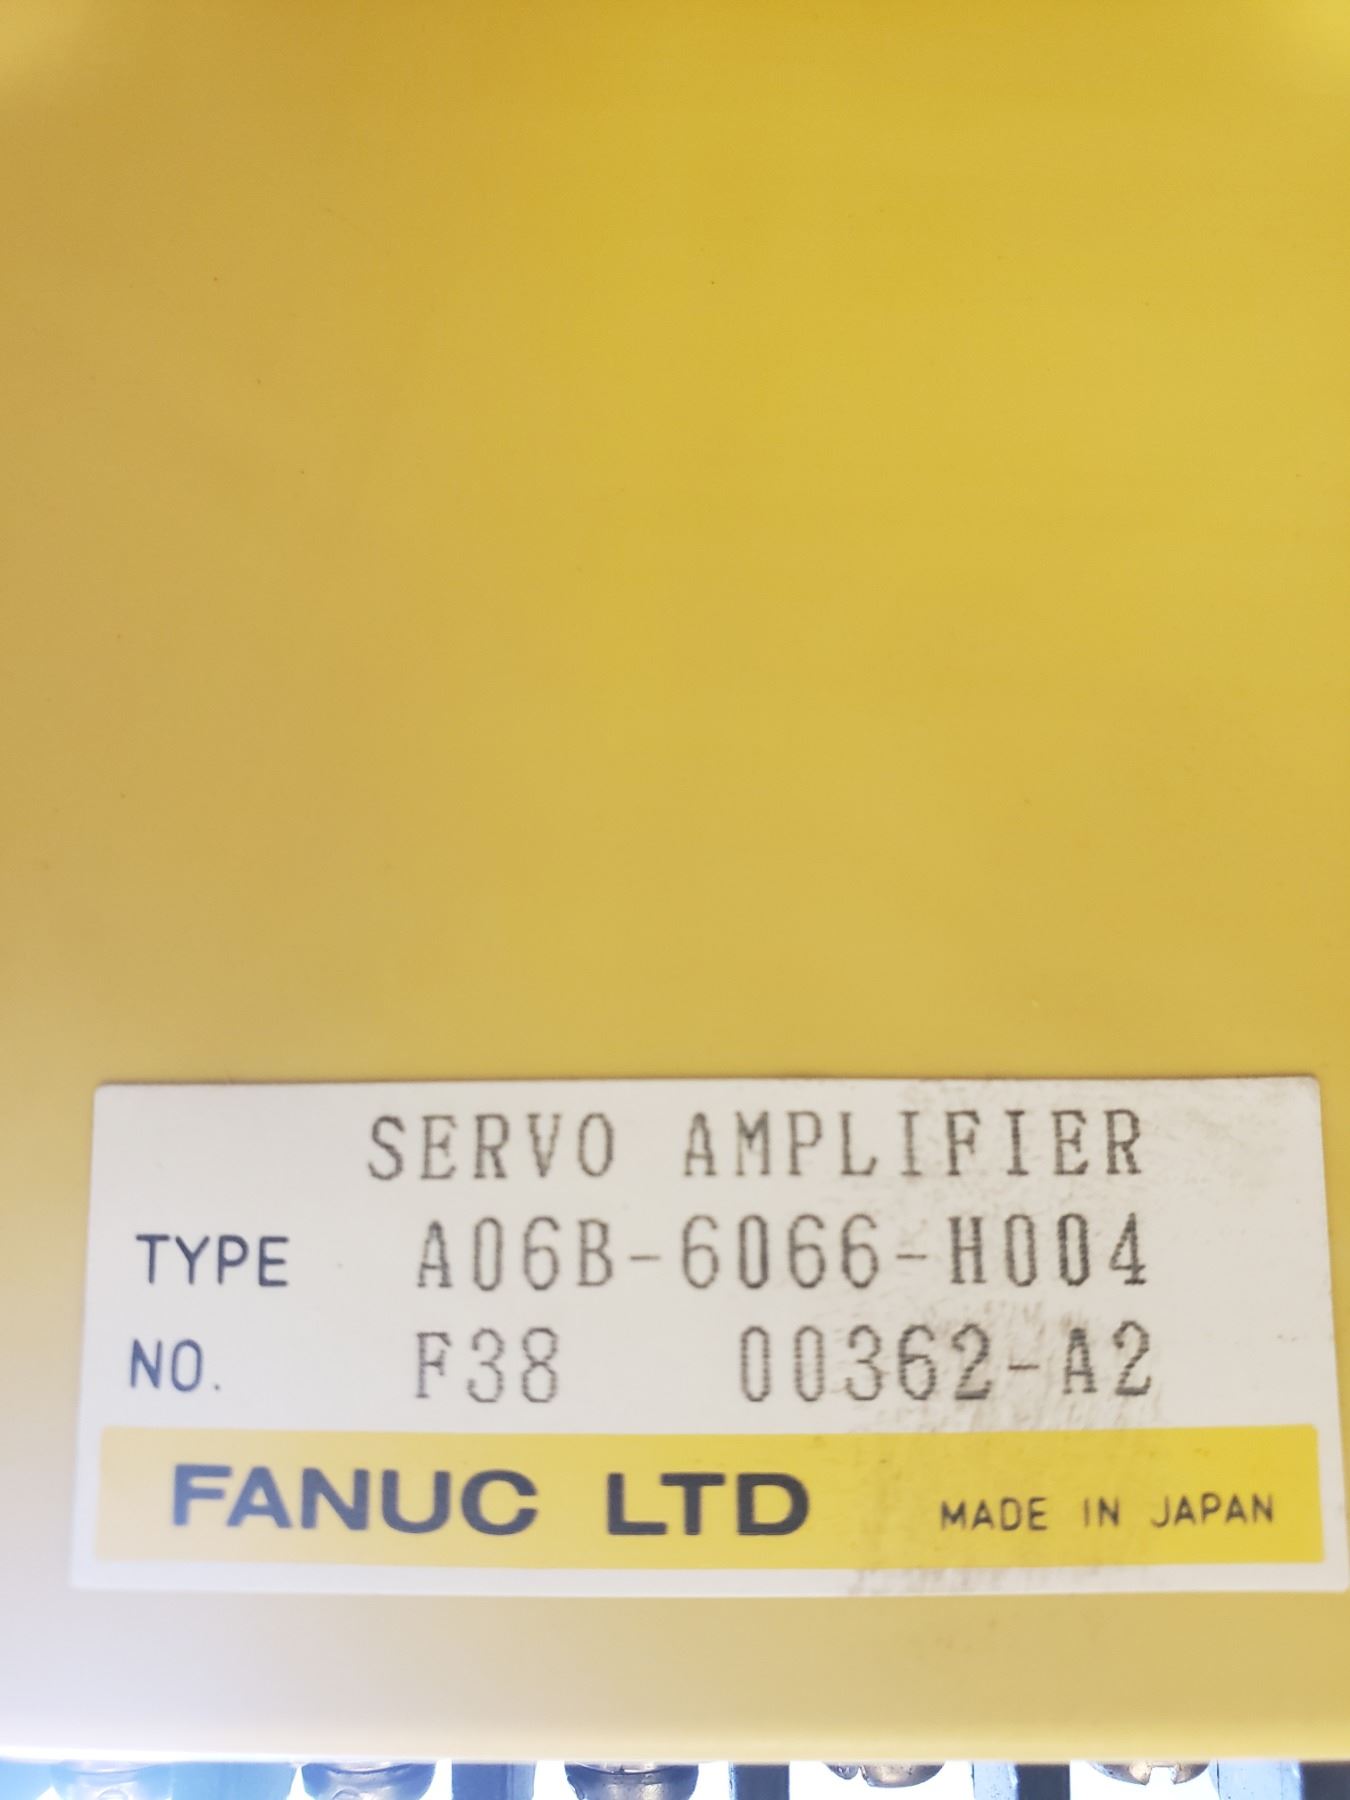 SERVO AMPLIFIER
TYPE A06B-6066-H004
NO. F38 00362-A2
FANUC LTD MADE IN JAPAN